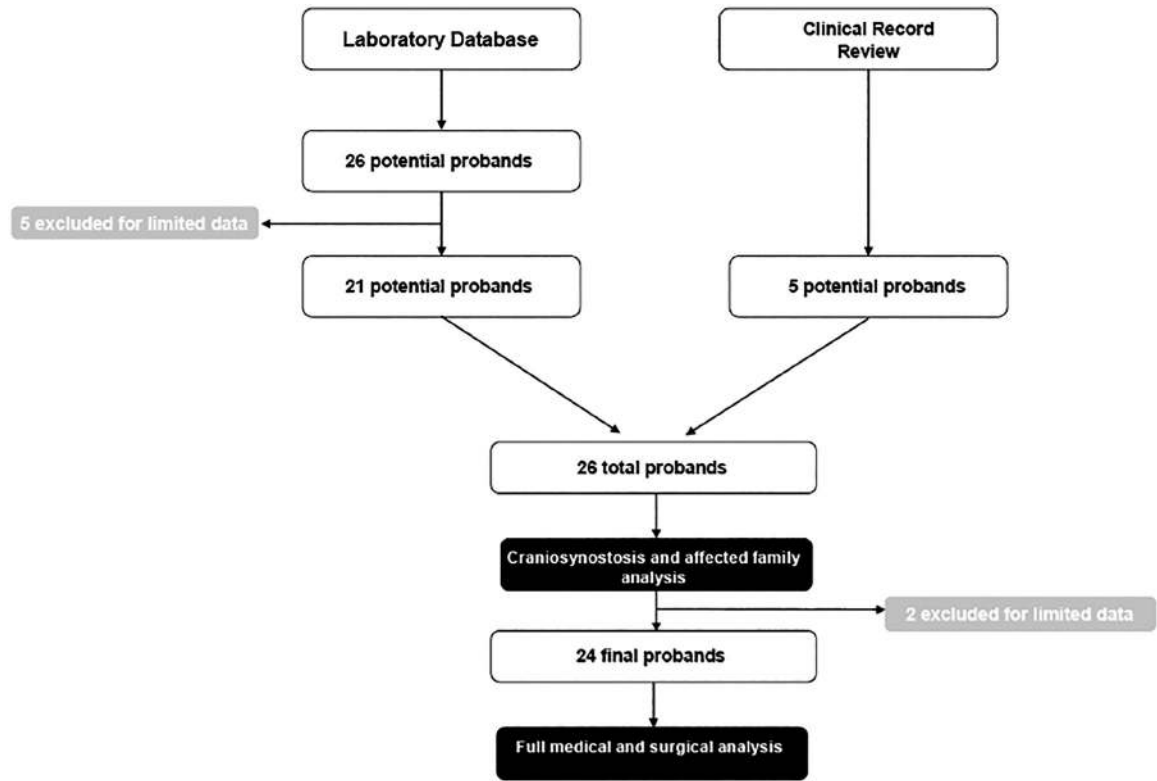 Laboratory Database
Clinical Record
Review
26 potential probands
5 excluded for limited data
21 potential probands
5 potential probands
26 total probands
Craniosynostosis and affected family
analysis
2 excluded for limited data
24 final probands
Full medical and surgical analysis